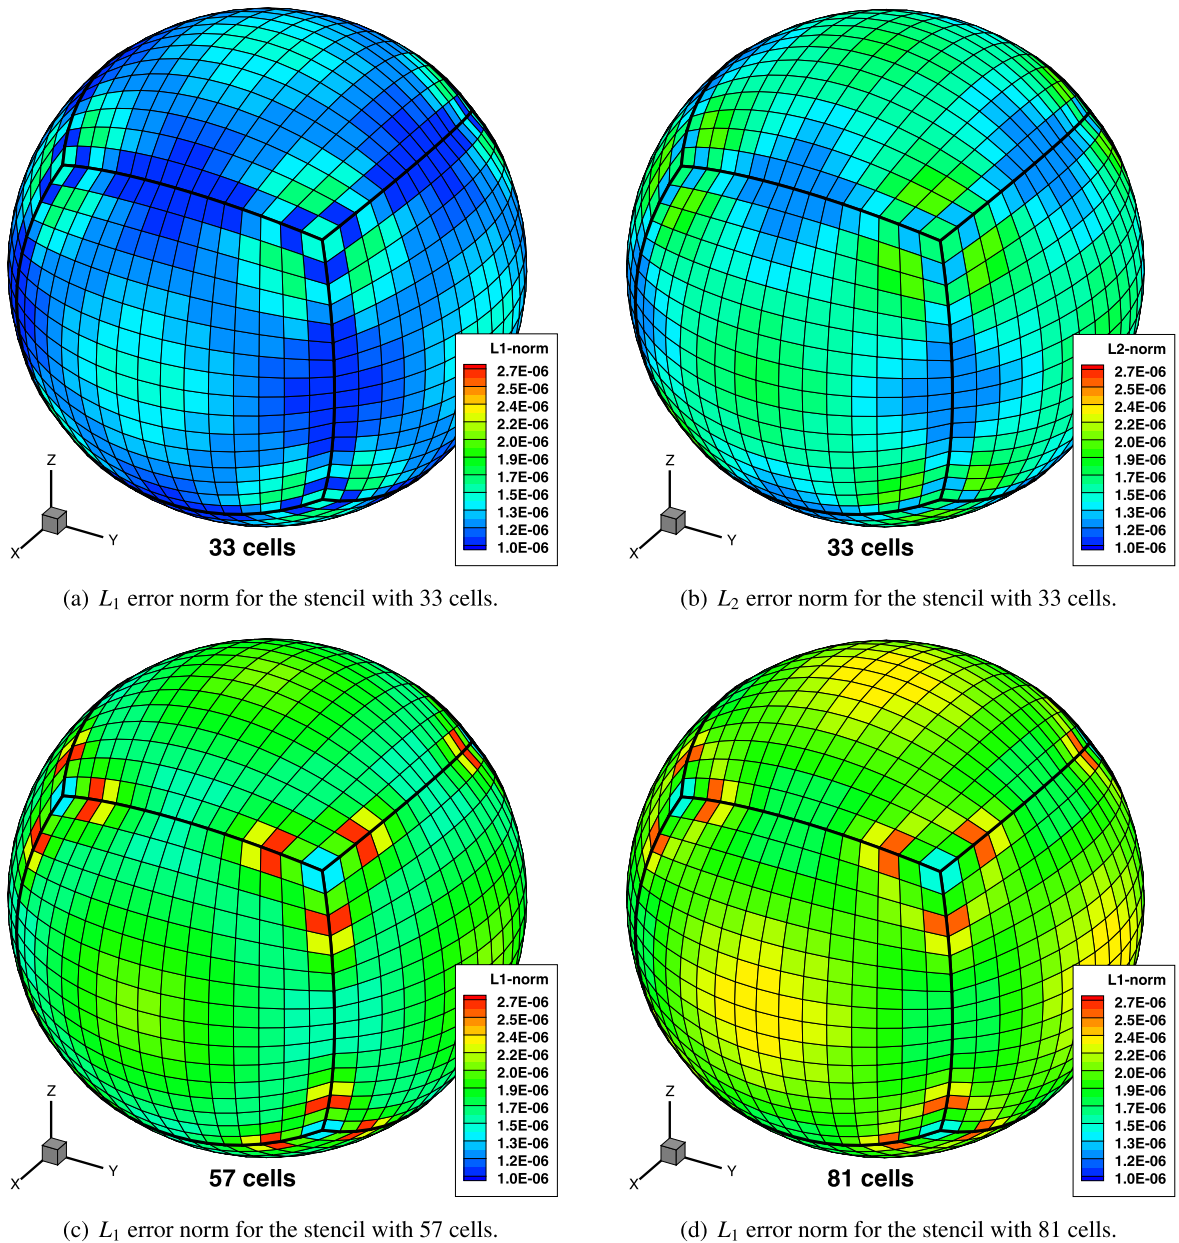 L1-norm
2.7E-06
2.5E-06
2.4E-06
2.2E-06
2.0E-06
1.9E-06
1.7E-06
1.5E-06
1.3E-06
1.2E-06
1.0E-06
Z
X
Y
33 cells
(a) L1 error norm for the stencil with 33 cells.
L2-norm
2.7E-06
2.5E-06
2.4E-06
2.2E-06
2.0E-06
1.9E-06
1.7E-06
1.5E-06
1.3E-06
1.2E-06
1.0E-06
Z
X
Y
33 cells
(b) L2 error norm for the stencil with 33 cells.
L1-norm
2.7E-06
2.5E-06
2.4E-06
2.2E-06
2.0E-06
1.9E-06
1.7E-06
1.5E-06
1.3E-06
1.2E-06
1.0E-06
Z
X
Y
57 cells
(c) L1 error norm for the stencil with 57 cells.
L1-norm
2.7E-06
2.5E-06
2.4E-06
2.2E-06
2.0E-06
1.9E-06
1.7E-06
1.5E-06
1.3E-06
1.2E-06
1.0E-06
Z
X
Y
81 cells
(d) L1 error norm for the stencil with 81 cells.